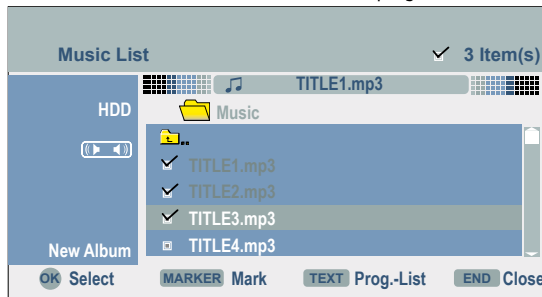 Music List 3 Item(s)
TITLE1.mp3
HDD
Music
..
TITLE1.mp3
TITLE2.mp3
TITLE3.mp3
New Album
TITLE4.mp3
OK Select MARKER Mark TEXT Prog.-List END Close